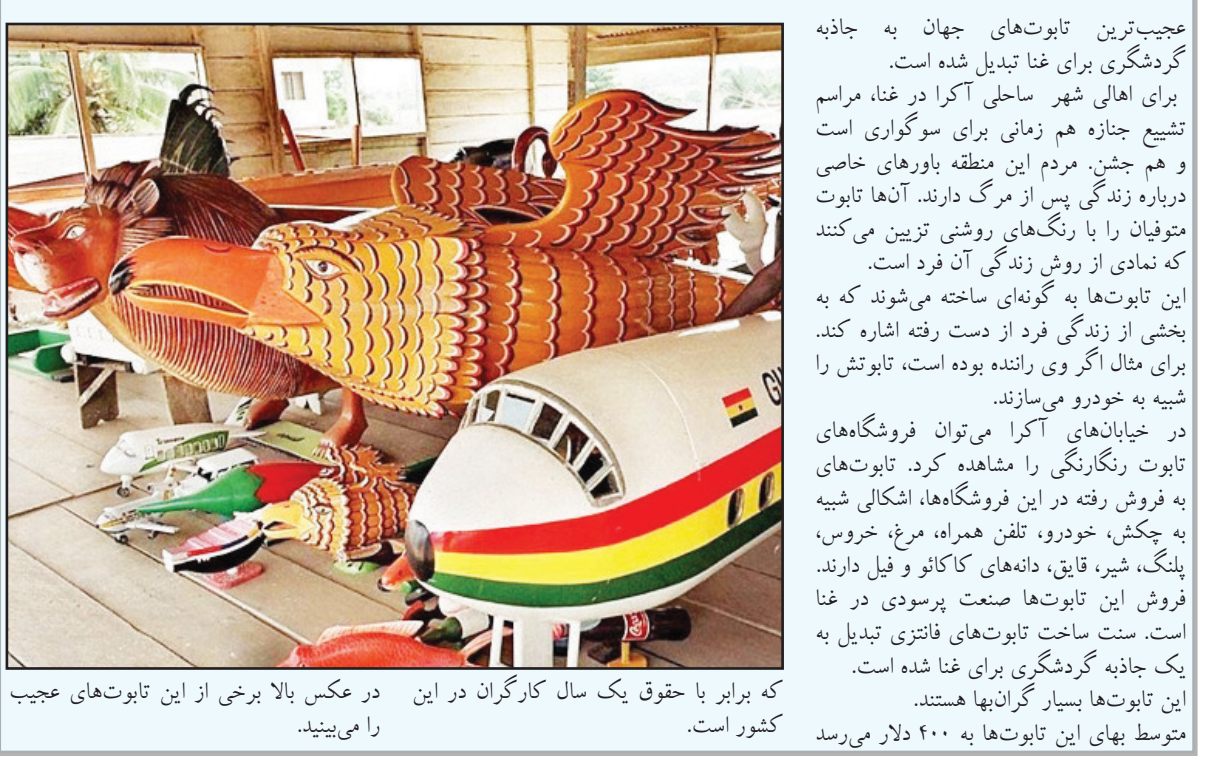 عجیب‌ترین تابوت‌های جهان به جاذبه
گردشگری برای غنا تبدیل شده است.
برای اهالی شهر ساحلی آکرا در غنا، مراسم
تشییع جنازه هم زمانی برای سوگواری است
و هم جشن. مردم این منطقه باورهای خاصی
درباره زندگی پس از مرگ دارند. آن‌ها تابوت
متوفیان را با رنگ‌های روشنی تزیین می‌کنند
که نمادی از روش زندگی آن فرد است.
این تابوت‌ها به گونه‌ای ساخته می‌شوند که به
بخشی از زندگی فرد از دست رفته اشاره کند.
برای مثال اگر وی راننده بوده است، تابوتش را
شبیه به خودرو می‌سازند.
در خیابان‌های آکرا می‌توان فروشگاه‌های
تابوت رنگارنگی را مشاهده کرد. تابوت‌های
به فروش رفته در این فروشگاه‌ها، اشکالی شبیه
به چکش، خودرو، تلفن همراه، مرغ، خروس،
پلنگ، شیر، قایق، دانه‌های کاکائو و فیل دارند.
فروش این تابوت‌ها صنعت پرسودی در غنا
است. سنت ساخت تابوت‌های فانتزی تبدیل به
یک جاذبه گردشگری برای غنا شده است.
این تابوت‌ها بسیار گران‌بها هستند.
متوسط بهای این تابوت‌ها به ۴۰۰ دلار می‌رسد
که برابر با حقوق یک سال کارگران در این
کشور است.
در عکس بالا برخی از این تابوت‌های عجیب
را می‌بینید.